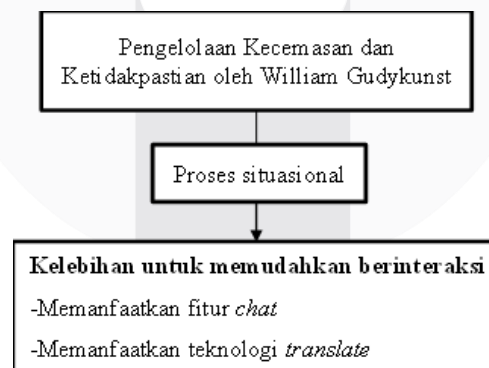 Pengelolaan Kecemasan dan
Ketidakpastian oleh William Gudykunst
Proses situasional
Kelebihan untuk memudahkan berinteraksi
-Memanfaatkan fitur chat
-Memanfaatkan teknologi translate